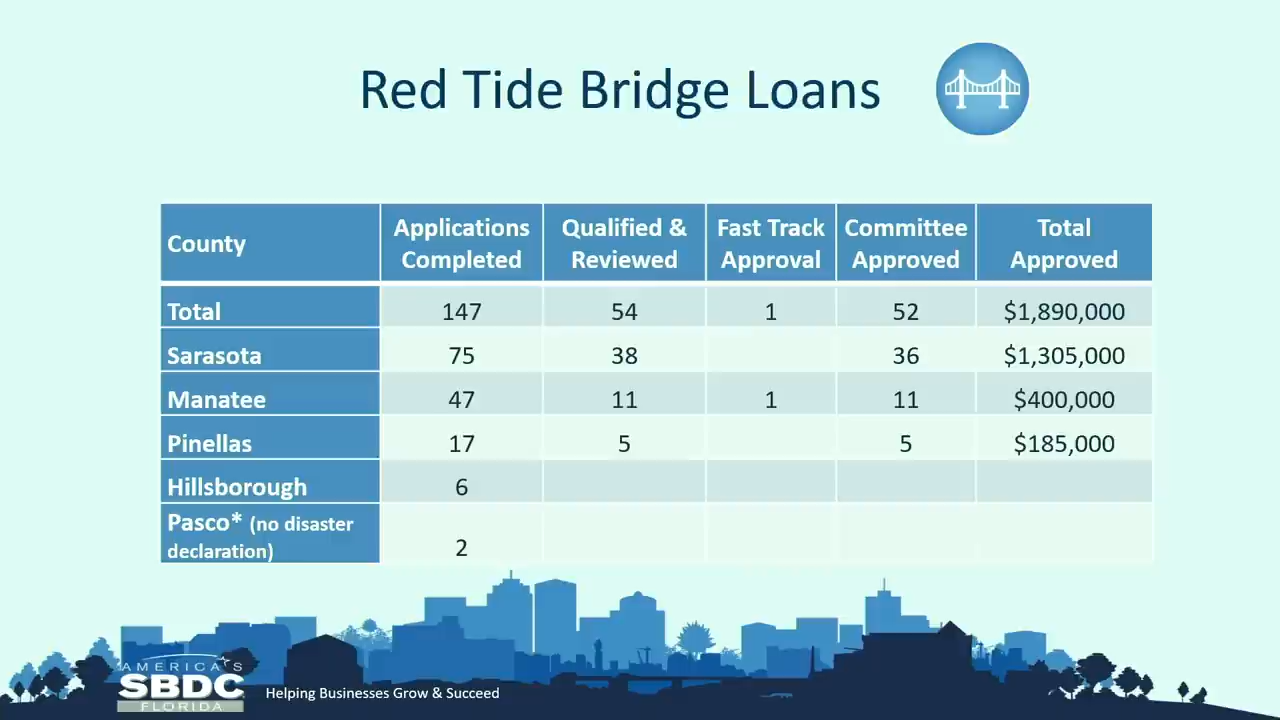 Red Tide Bridge Loans
County
Applications Completed
Qualified & Reviewed
Fast Track Approval
Committee Approved
Total Approved
Total 147 54 1 52 $1,890,000
Sarasota 75 38 36 $1,305,000
Manatee 47 11 1 11 $400,000
Pinellas 17 5 5 $185,000
Hillsborough 6
Pasco* (no disaster
declaration) 2
AMERICA'S
SBDC
FLORIDA
Helping Businesses Grow & Succeed